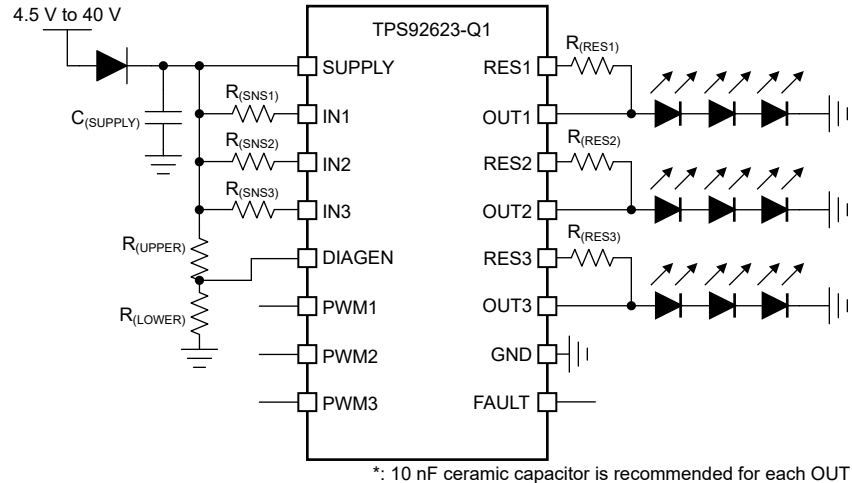 4.5 V to 40 V
C(SUPPLY)
R(SNS1)
R(SNS2)
R(SNS3)
R(UPPER)
R(LOWER)
TPS92623-Q1
SUPPLY
IN1
IN2
IN3
DIAGEN
PWM1
PWM2
PWM3
RES1
OUT1
RES2
OUT2
RES3
OUT3
GND
FAULT
R(RES1)
R(RES2)
R(RES3)
*: 10 nF ceramic capacitor is recommended for each OUT